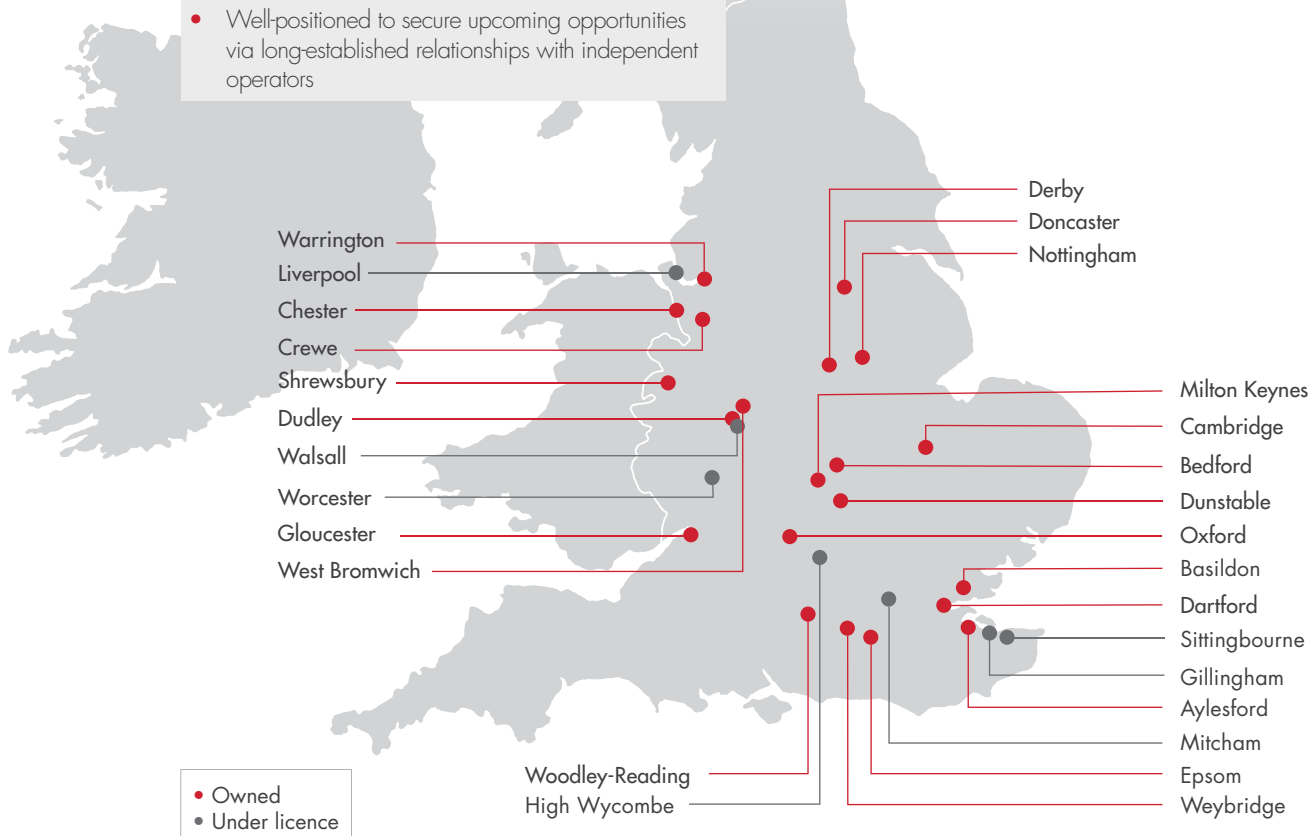 Well-positioned to secure upcoming opportunities
via long-established relationships with independent
operators
Derby
Doncaster
Nottingham
Warrington
Liverpool
Chester
Crewe
Shrewsbury
Dudley
Walsall
Worcester
Gloucester
West Bromwich
Milton Keynes
Cambridge
Bedford
Dunstable
Oxford
Basildon
Dartford
Sittingbourne
Gillingham
Aylesford
Mitcham
Epsom
Weybridge
Woodley-Reading
High Wycombe
Owned
Under licence